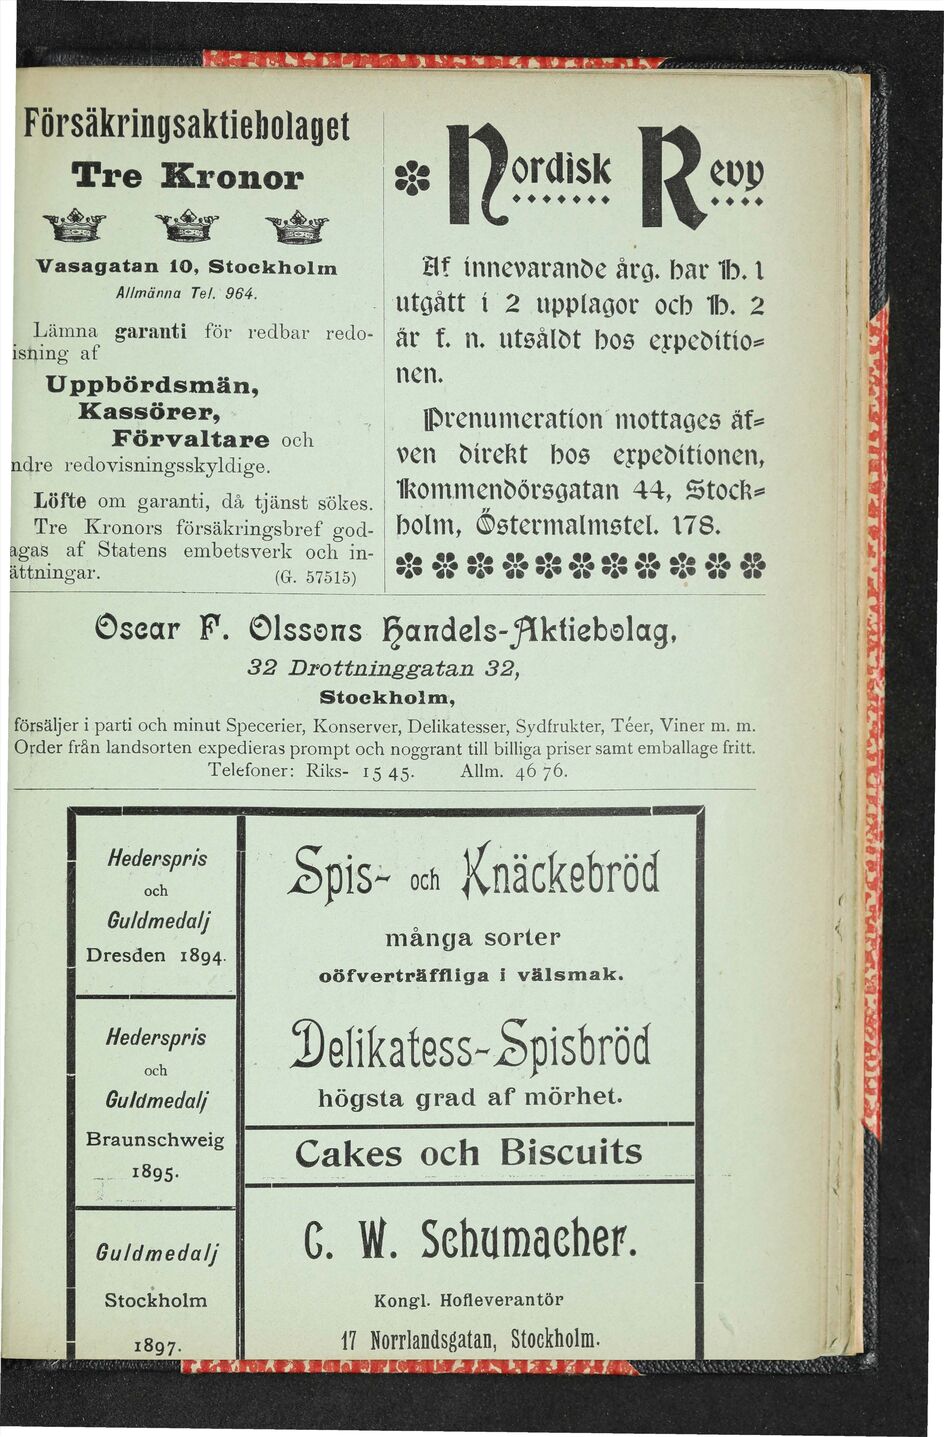 Försäkringsaktiebolaget
Tre Kronor
Vasagatan 10, Stockholm
Allmänna Tel. 964.
Lämna garanti för redbar redo-
isning af
Uppbördsmän,
Kassörer,
Förvaltare och
ndre redovisningsskyldige.
Löfte om garanti, då tjänst sökes.
Tre Kronors försäkringsbref god-
agas af Statens embetsverk och in-
ättningar. (G. 57515)
Nordisk Revy
Af innevarande årg. har H. 1
utgått i 2 upplagor och H. 2
är f. n. utsåldt hos expeditio=
nen.
Prenumeration mottages äf=
ven direkt hos expeditionen,
Kommendörsgatan 44, Stock=
holm, Östermalmstel. 178.
Oscar F. Olssons Handels-Aktiebolag,
32 Drottninggatan 32,
Stockholm,
försäljer i parti och minut Specerier, Konserver, Delikatesser, Sydfrukter, Téer, Viner m. m.
Order från landsorten expedieras prompt och noggrant till billiga priser samt emballage fritt.
Telefoner: Riks- 15 45. Allm. 46 76.
Hederspris
och
Guldmedalj
Dresden 1894.
Hederspris
och
Guldmedalj
Braunschweig
1895.
Guldmedalj
Stockholm
1897.
Spis- och Knäckebröd
många sorter
oöfverträffliga i välsmak.
Delikatess-Spisbröd
högsta grad af mörhet.
Cakes och Biscuits
C. W. Schumacher.
Kongl. Hofleverantör
17 Norrlandsgatan, Stockholm.